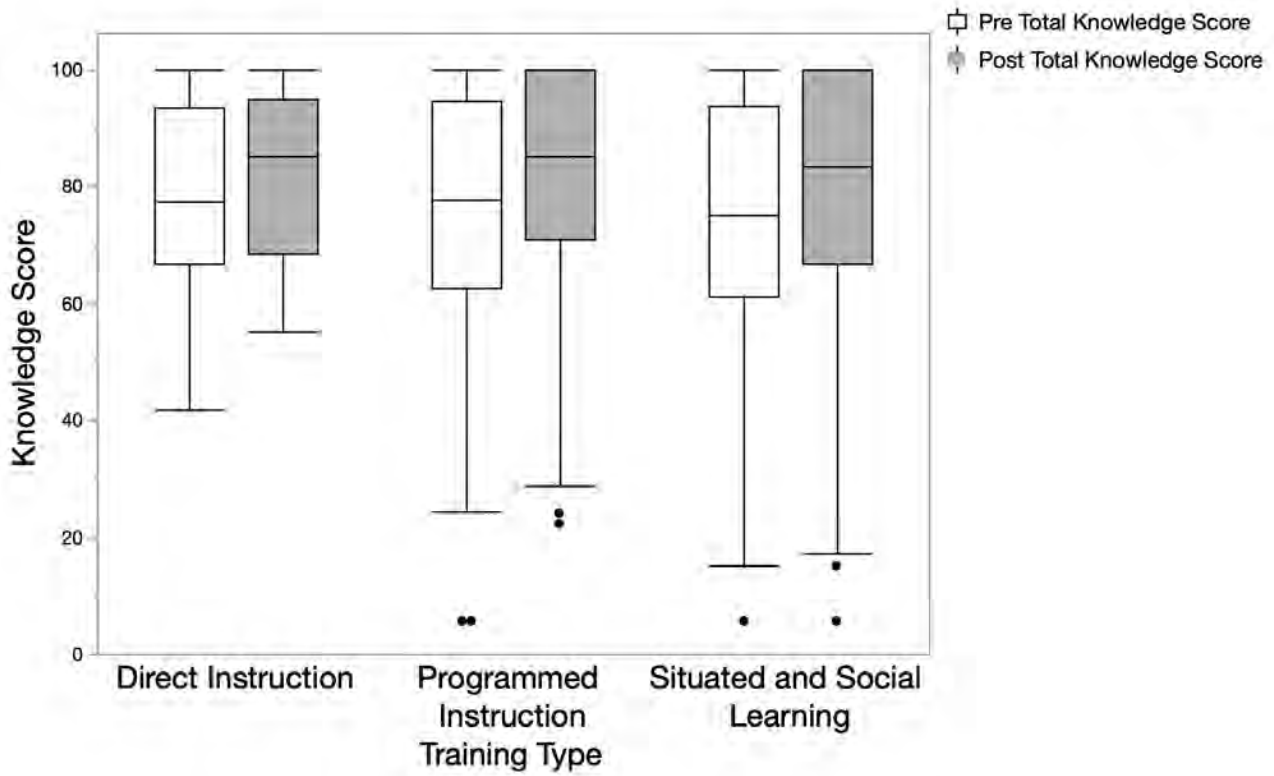 Pre Total Knowledge Score
Post Total Knowledge Score
100
80
60
40
20
0
Knowledge Score
Direct Instruction
Programmed
Instruction
Situated and Social
Learning
Training Type